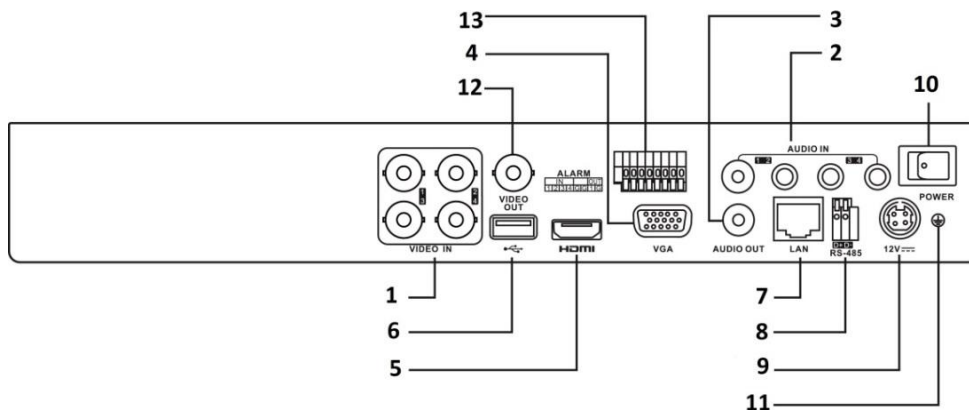 13
3
4
2
12
10
AUDIO IN
1 2
3 4
ALARM
IN OUT
VIDEO
OUT
POWER
VIDEO IN
HDMI
VGA
AUDIO OUT
LAN
D+ D-
RS-485
12V
1
6
5
7
8
9
11